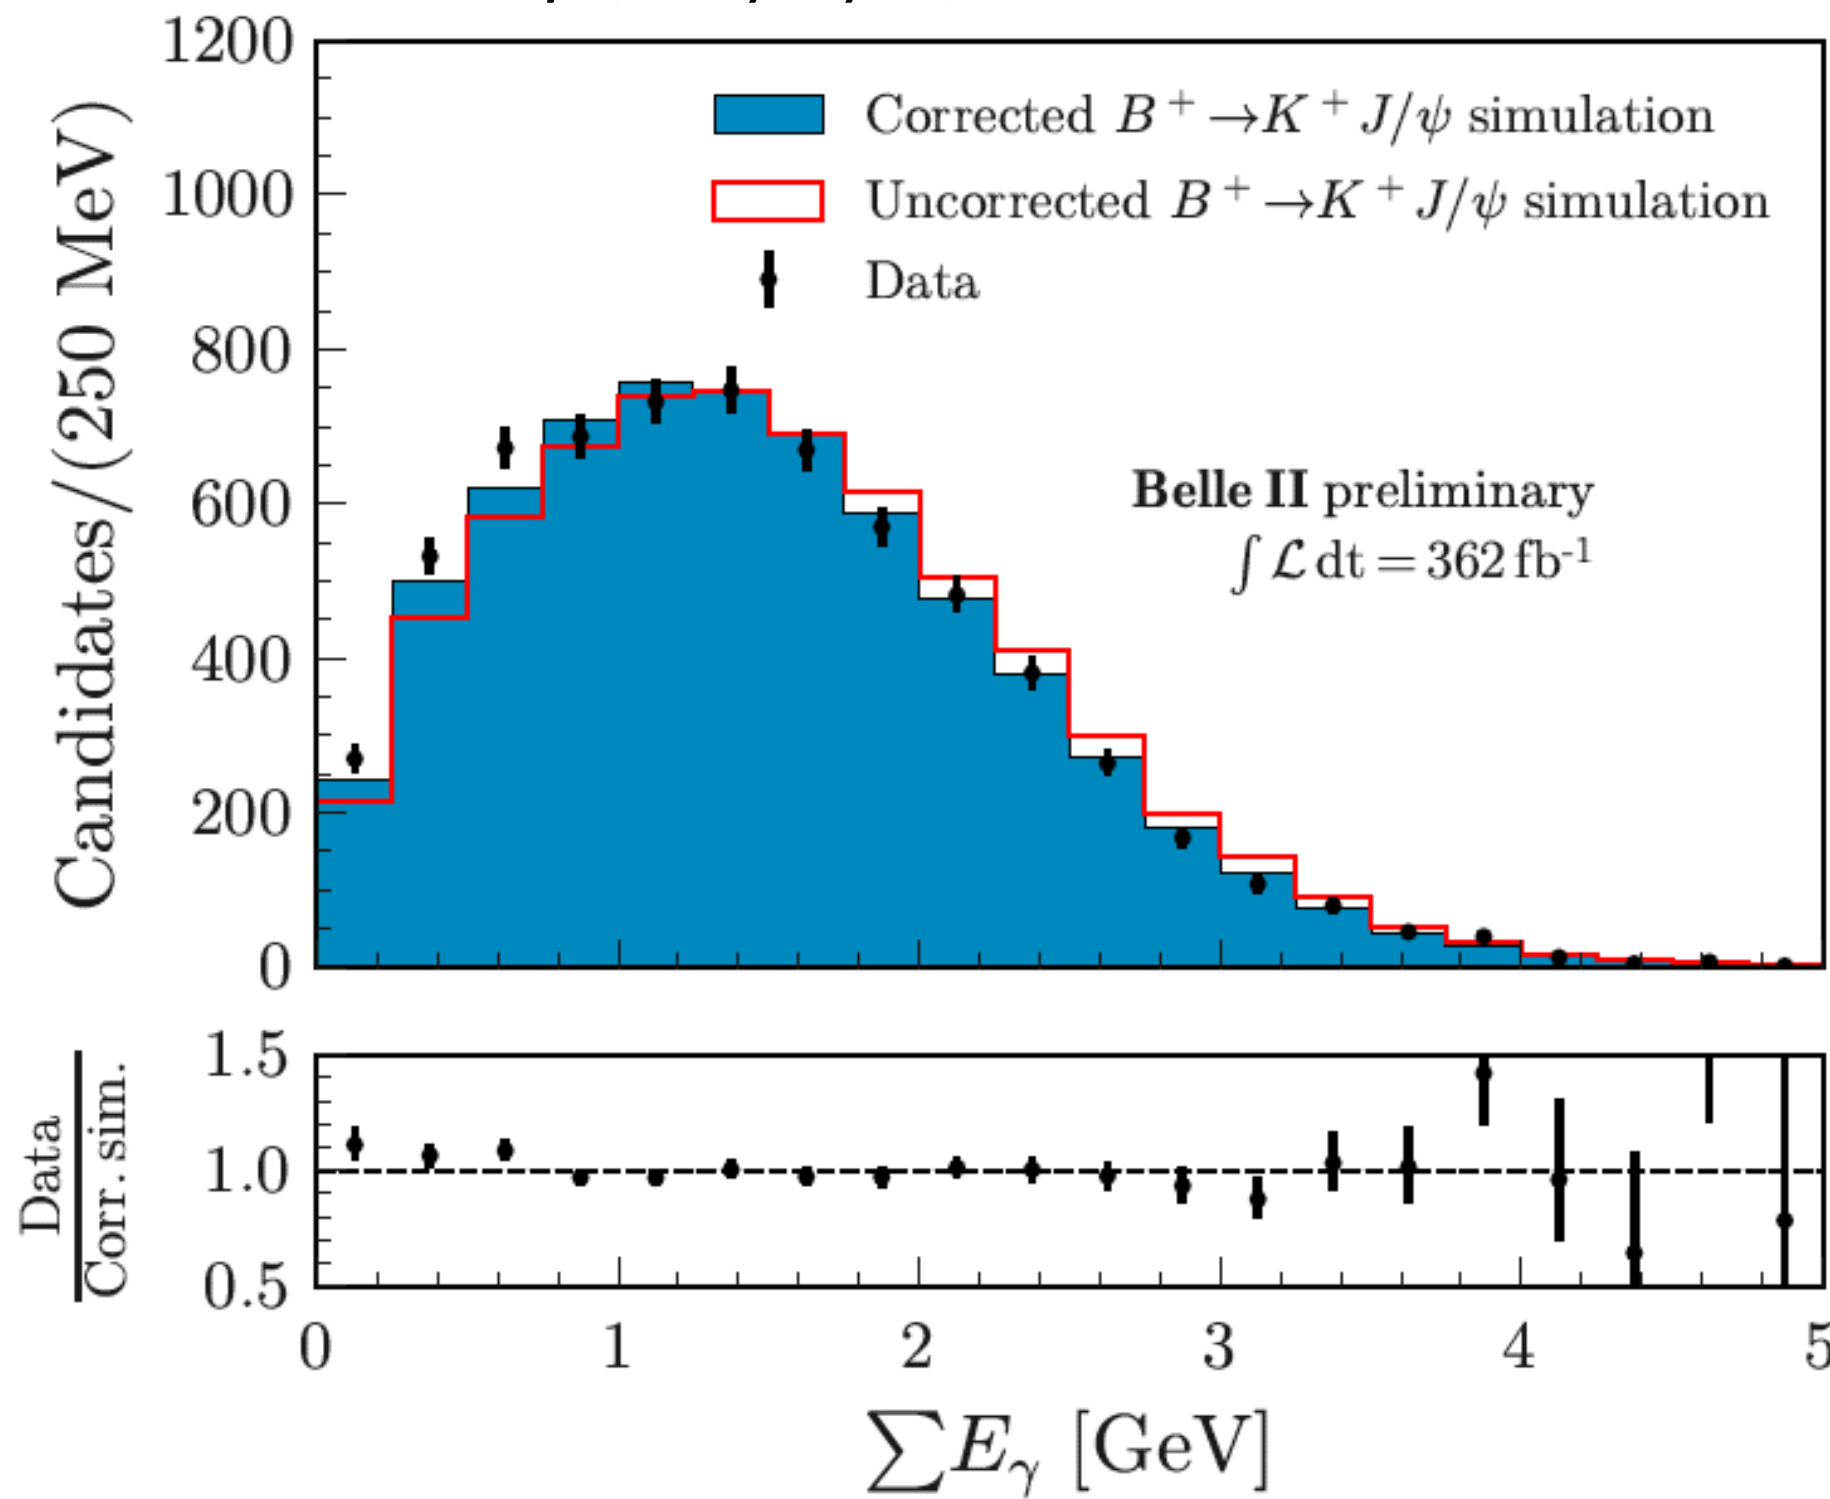 1200
1000
800
600
400
200
0
Candidates/(250 MeV)
Corrected B⁺→K⁺J/ψ simulation
Uncorrected B⁺→K⁺J/ψ simulation
Data
Belle II preliminary
∫ℒdt = 362 fb⁻¹
1.5
1.0
0.5
Data
Corr. sim.
0 1 2 3 4 5
∑E_γ [GeV]